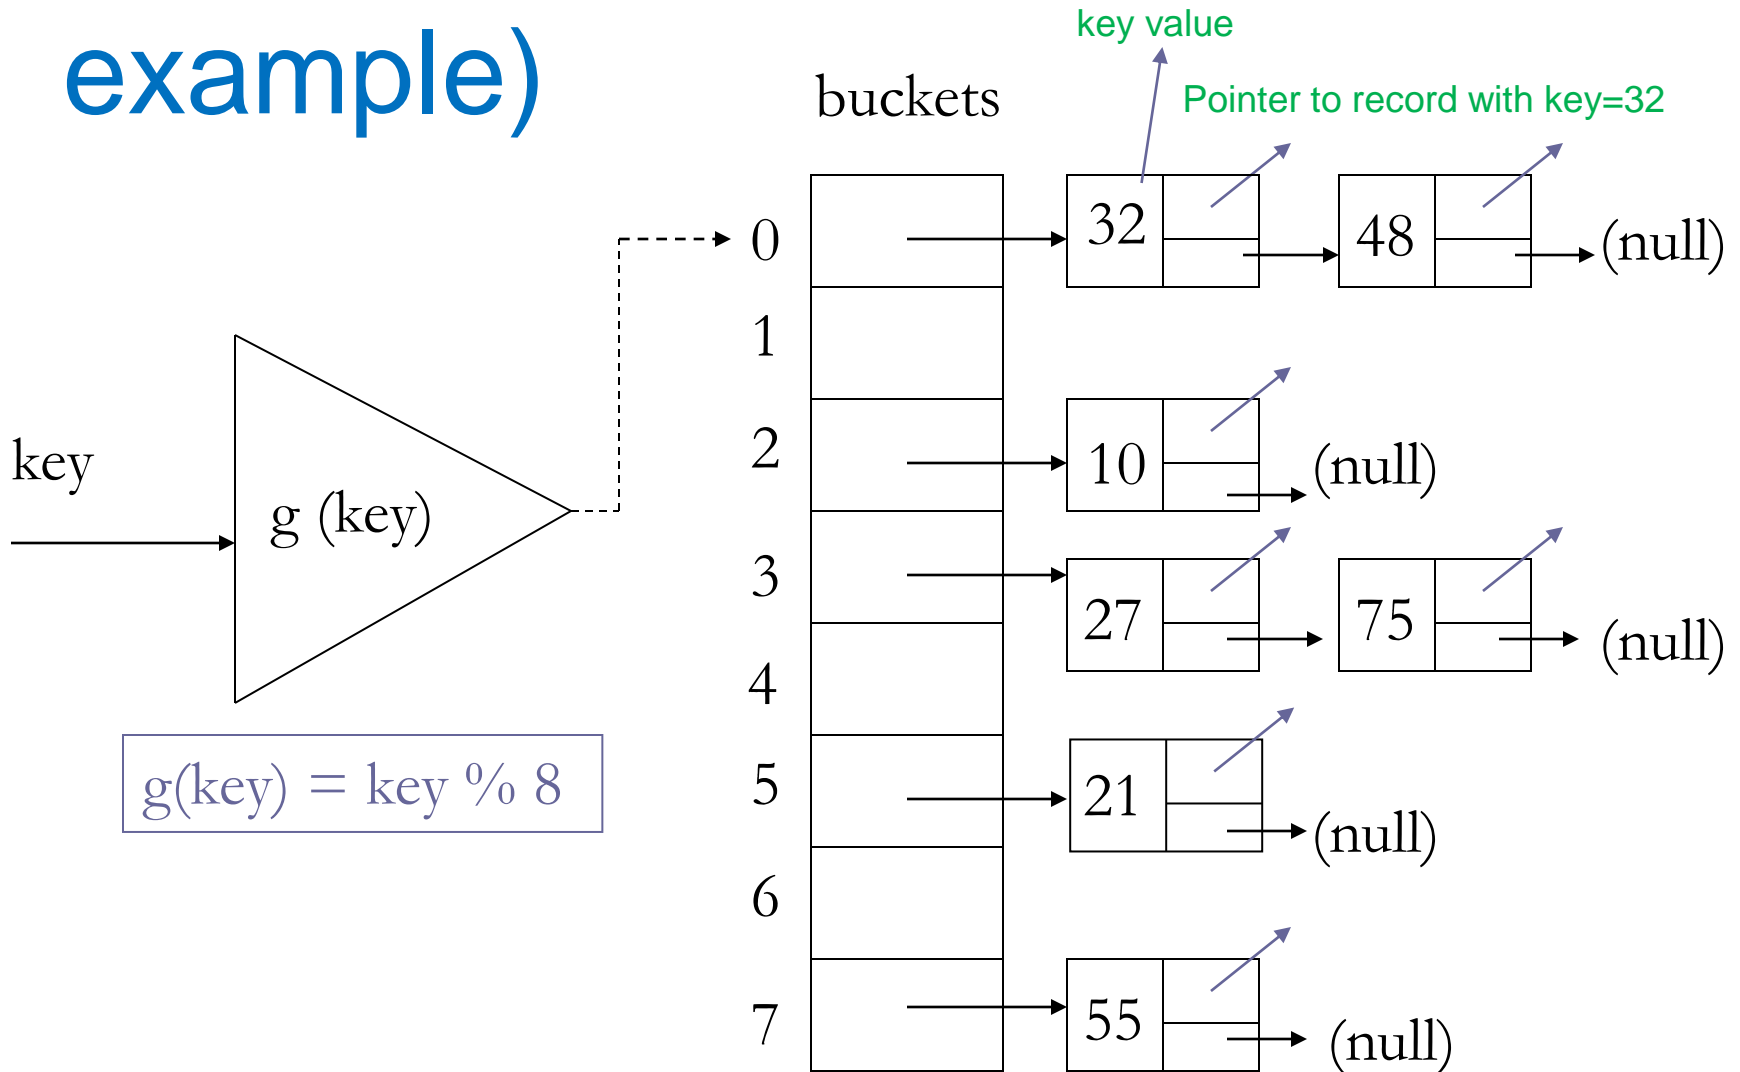 example)
key value
buckets
Pointer to record with key=32
0
32
48
(null)
1
key
g (key)
2
10
(null)
3
27
75
(null)
4
g(key) = key % 8
5
21
(null)
6
7
55
(null)